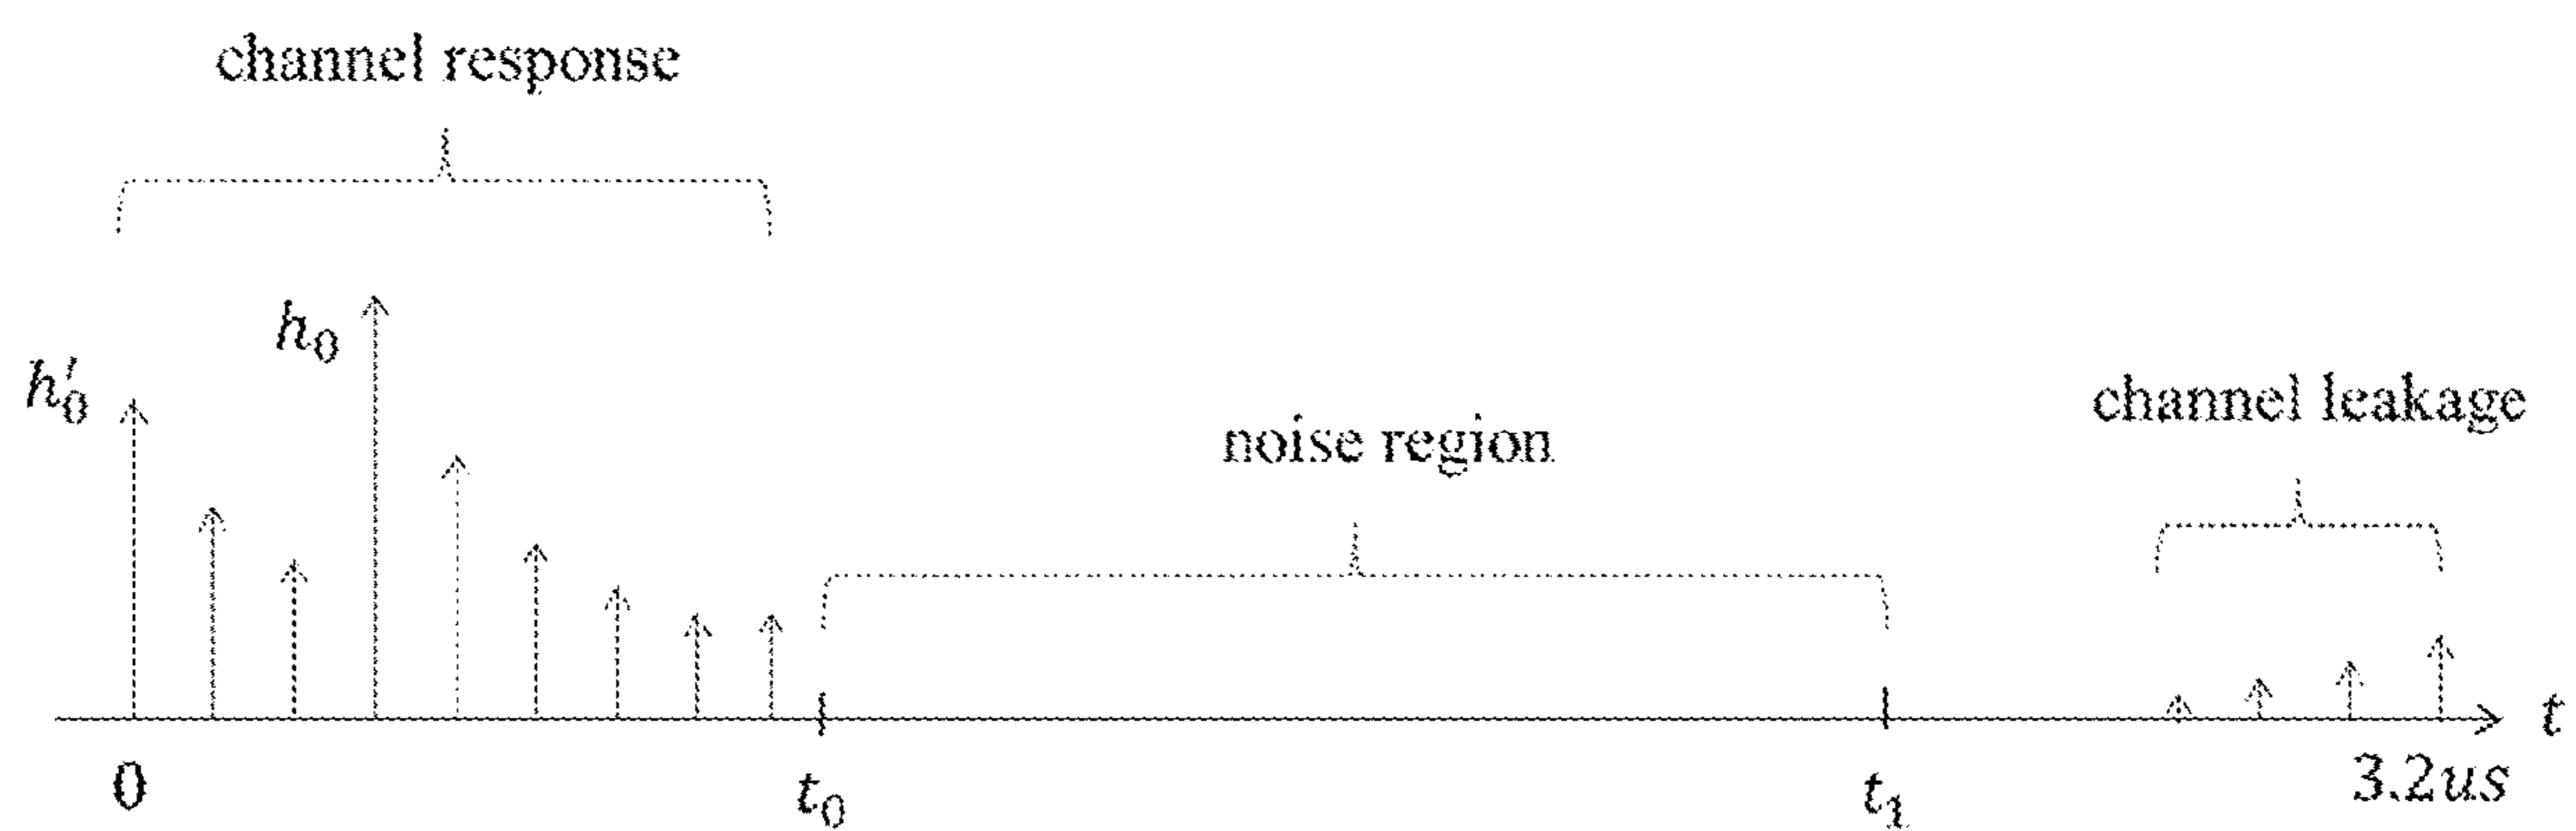 channel response
h₀
h′₀
channel leakage
noise region
t
0
t₀
t₁
3.2us